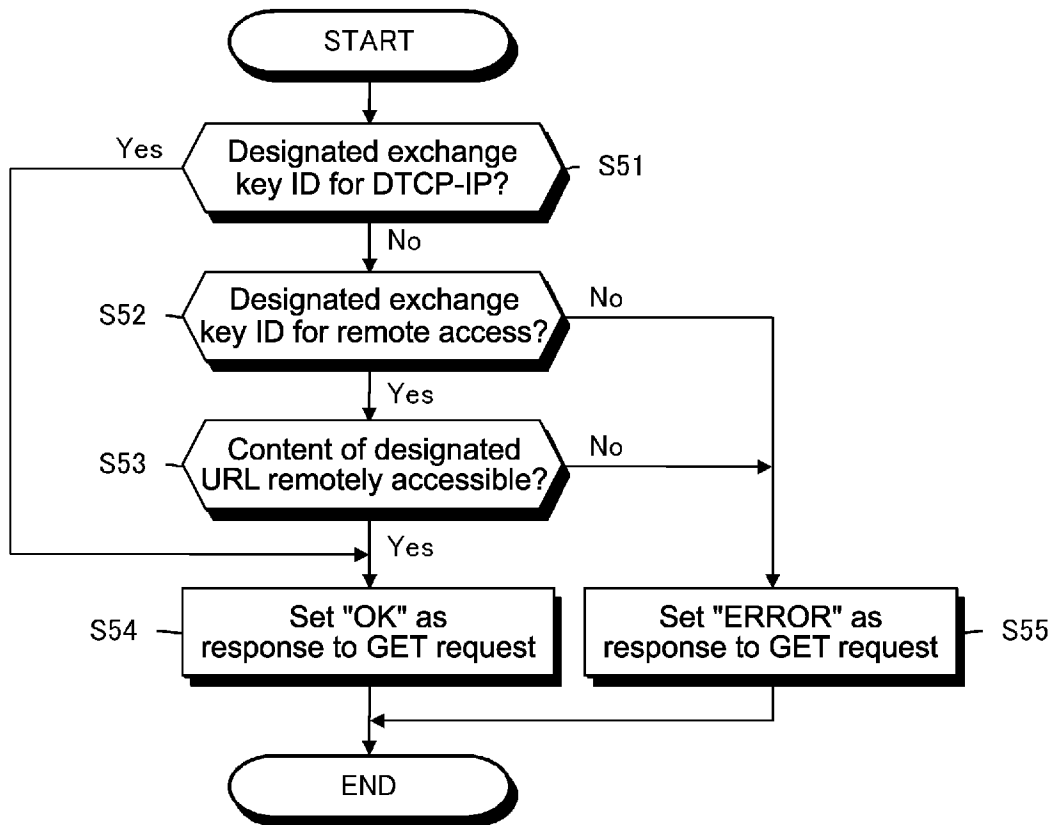 START
Yes
Designated exchange
key ID for DTCP-IP?
S51
No
S52
Designated exchange
key ID for remote access?
No
Yes
S53
Content of designated
URL remotely accessible?
No
Yes
S54
Set "OK" as
response to GET request
Set "ERROR" as
response to GET request
S55
END